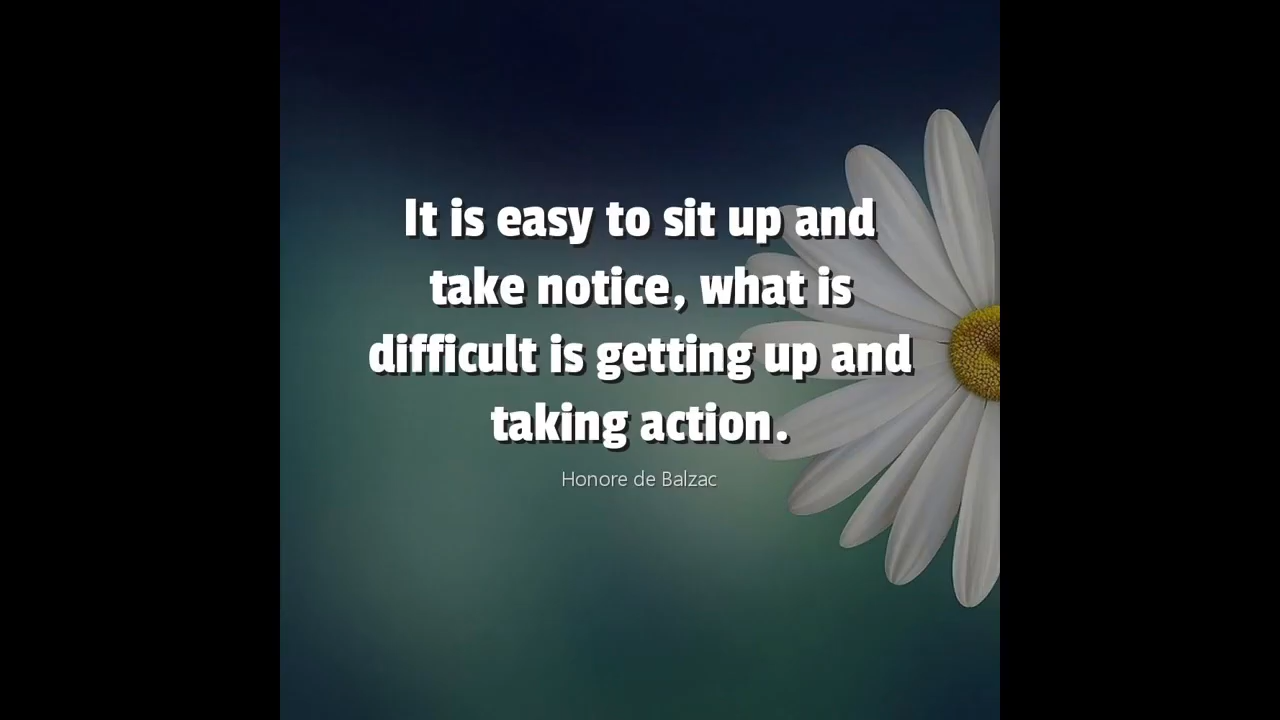 It is easy to sit up and
take notice, what is
difficult is getting up and
taking action.
Honore de Balzac